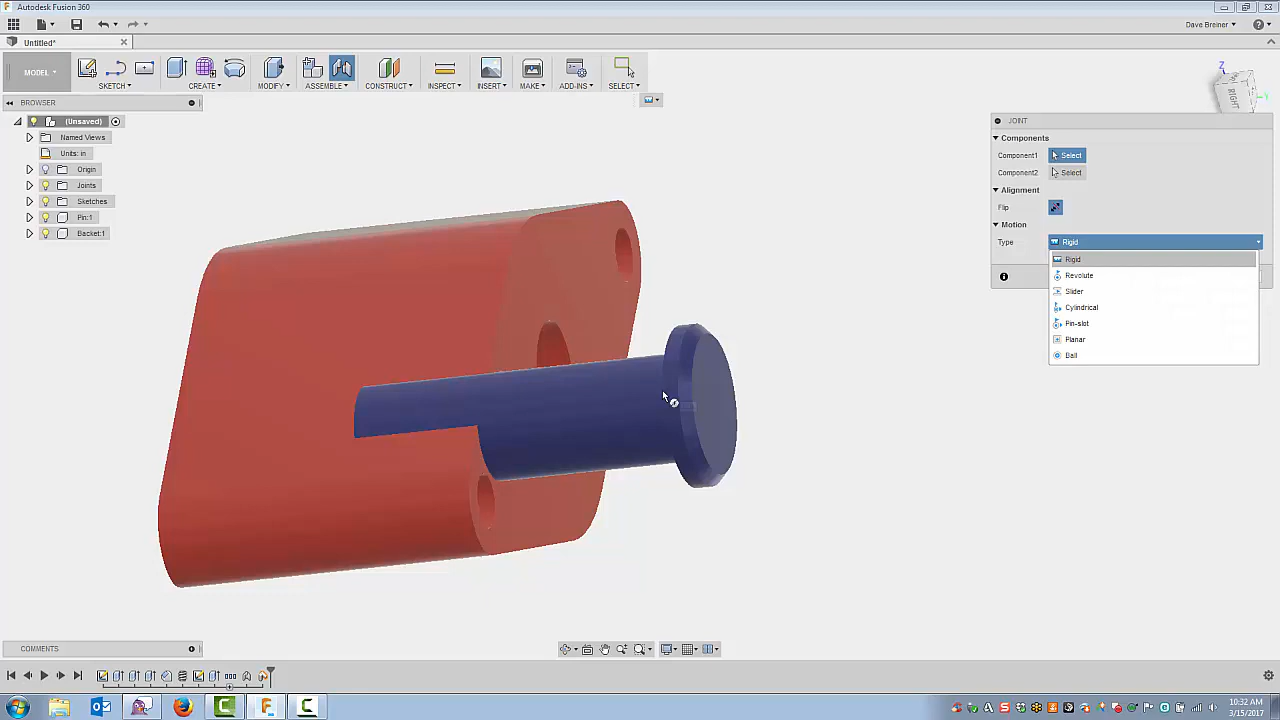 Autodesk Fusion 360
Dave Breiner
Untitled*
MODEL
SKETCH
CREATE
MODIFY
ASSEMBLE
CONSTRUCT
INSPECT
INSERT
MAKE
ADD-INS
SELECT
BROWSER
(Unsaved)
Named Views
Units: in
Origin
Joints
Sketches
Pin:1
Backet:1
Z
RIGHT
Y
JOINT
Components
Component1 Select
Component2 Select
Alignment
Flip
Motion
Type Rigid
Rigid
Revolute
Slider
Cylindrical
Pin-slot
Planar
Ball
COMMENTS
10:32 AM
3/15/2017